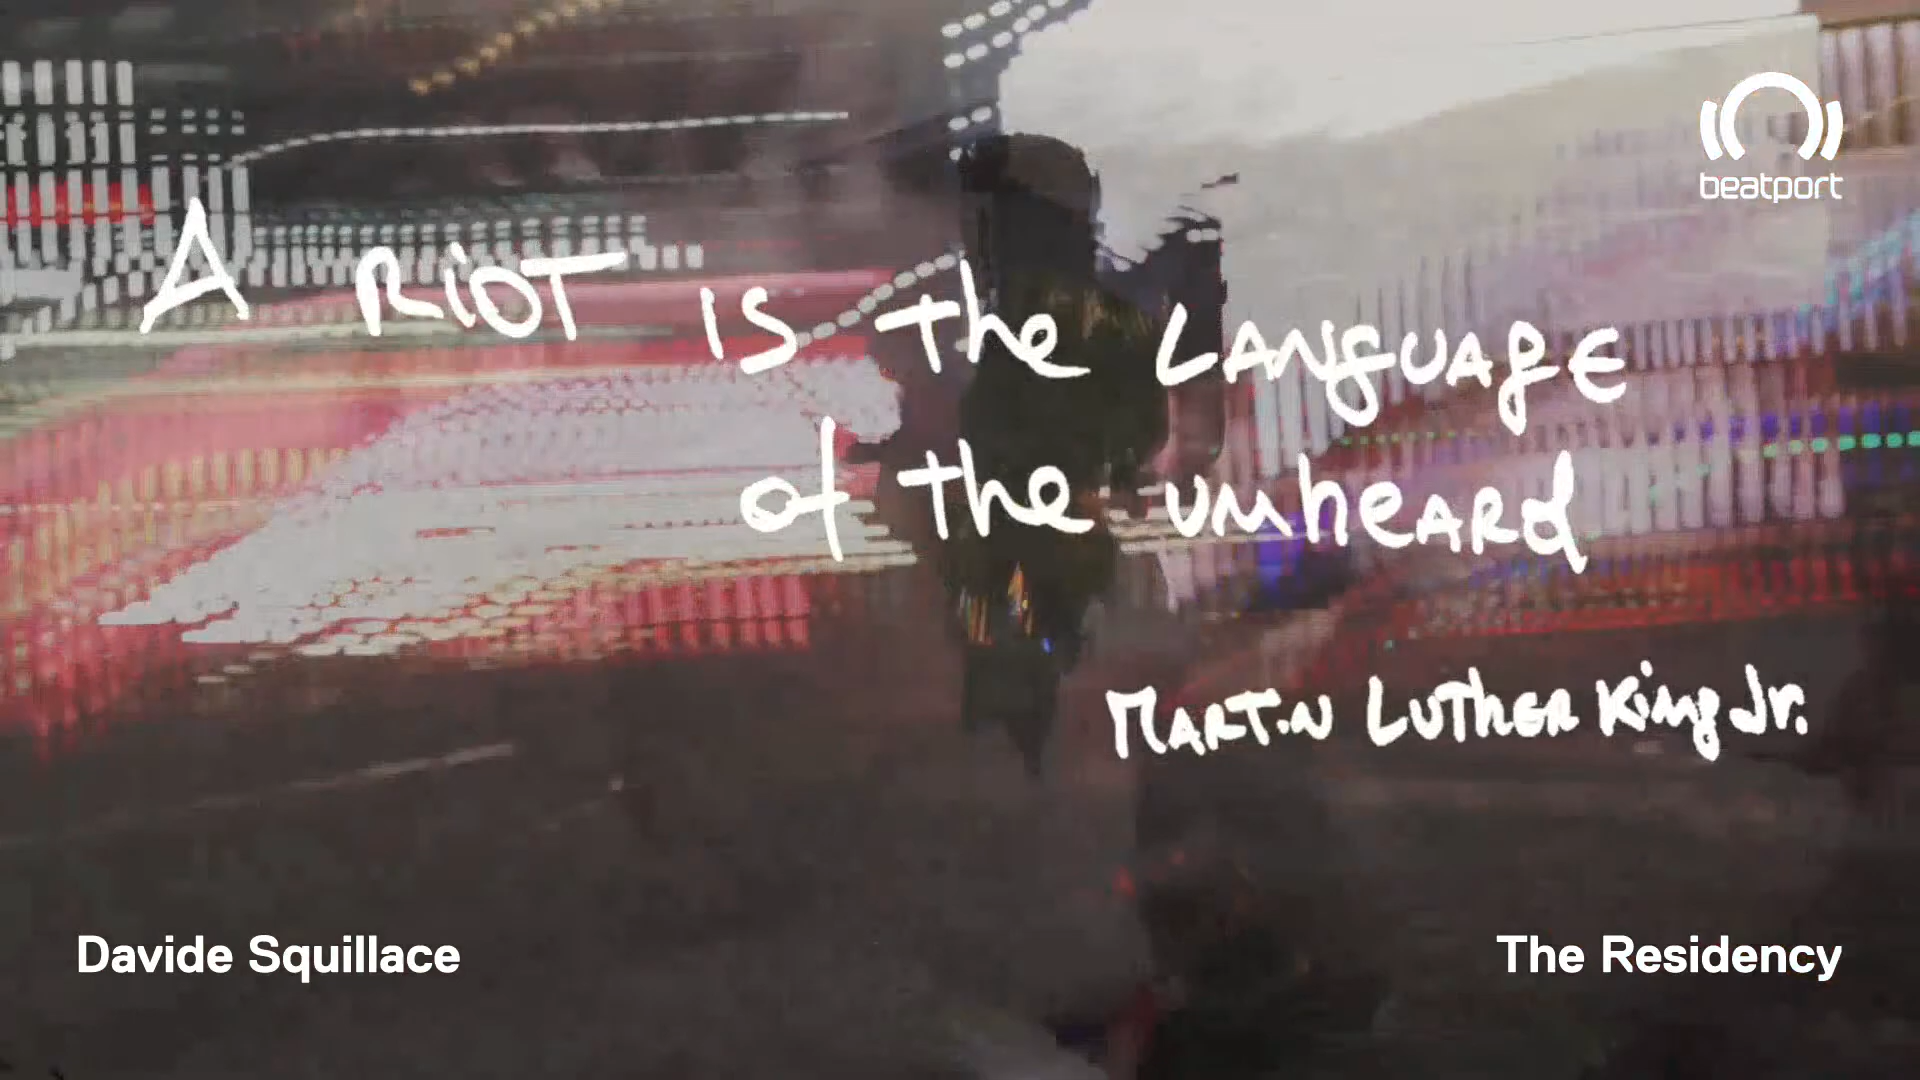 beatport
A RiOT iS the LANGUAGE
of the unheARd
MARTiN LUTHER KiNg Jr.
Davide Squillace
The Residency